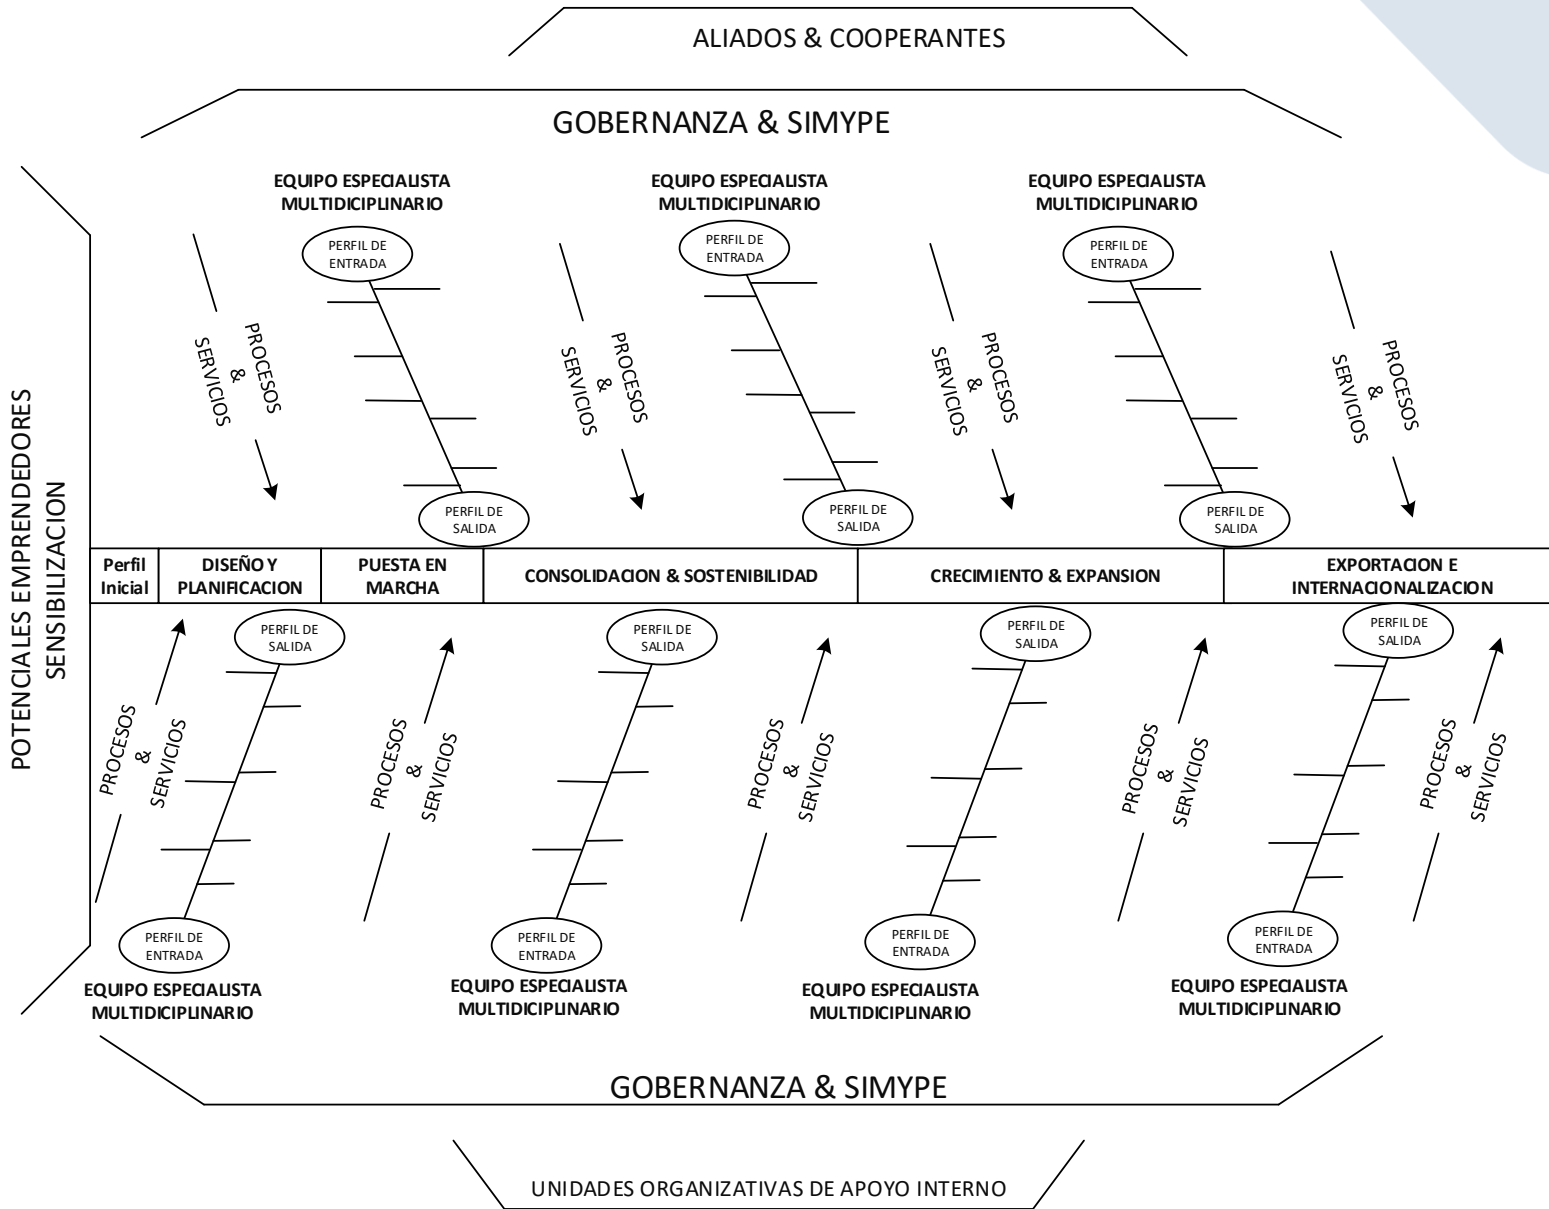 ALIADOS & COOPERANTES
GOBERNANZA & SIMYPE
EQUIPO ESPECIALISTA
MULTIDICIPLINARIO
EQUIPO ESPECIALISTA
MULTIDICIPLINARIO
EQUIPO ESPECIALISTA
MULTIDICIPLINARIO
PERFIL DE
ENTRADA
PERFIL DE
ENTRADA
PERFIL DE
ENTRADA
PROCESOS
&
SERVICIOS
PROCESOS
&
SERVICIOS
PROCESOS
&
SERVICIOS
PROCESOS
&
SERVICIOS
PERFIL DE
SALIDA
PERFIL DE
SALIDA
PERFIL DE
SALIDA
POTENCIALES EMPRENDEDORES
SENSIBILIZACION
Perfil
Inicial
DISEÑO Y
PLANIFICACION
PUESTA EN
MARCHA
CONSOLIDACION & SOSTENIBILIDAD
CRECIMIENTO & EXPANSION
EXPORTACION E
INTERNACIONALIZACION
PERFIL DE
SALIDA
PERFIL DE
SALIDA
PERFIL DE
SALIDA
PERFIL DE
SALIDA
PROCESOS
&
SERVICIOS
PROCESOS
&
SERVICIOS
PROCESOS
&
SERVICIOS
PROCESOS
&
SERVICIOS
PROCESOS
&
SERVICIOS
PERFIL DE
ENTRADA
PERFIL DE
ENTRADA
PERFIL DE
ENTRADA
PERFIL DE
ENTRADA
EQUIPO ESPECIALISTA
MULTIDICIPLINARIO
EQUIPO ESPECIALISTA
MULTIDICIPLINARIO
EQUIPO ESPECIALISTA
MULTIDICIPLINARIO
EQUIPO ESPECIALISTA
MULTIDICIPLINARIO
GOBERNANZA & SIMYPE
UNIDADES ORGANIZATIVAS DE APOYO INTERNO